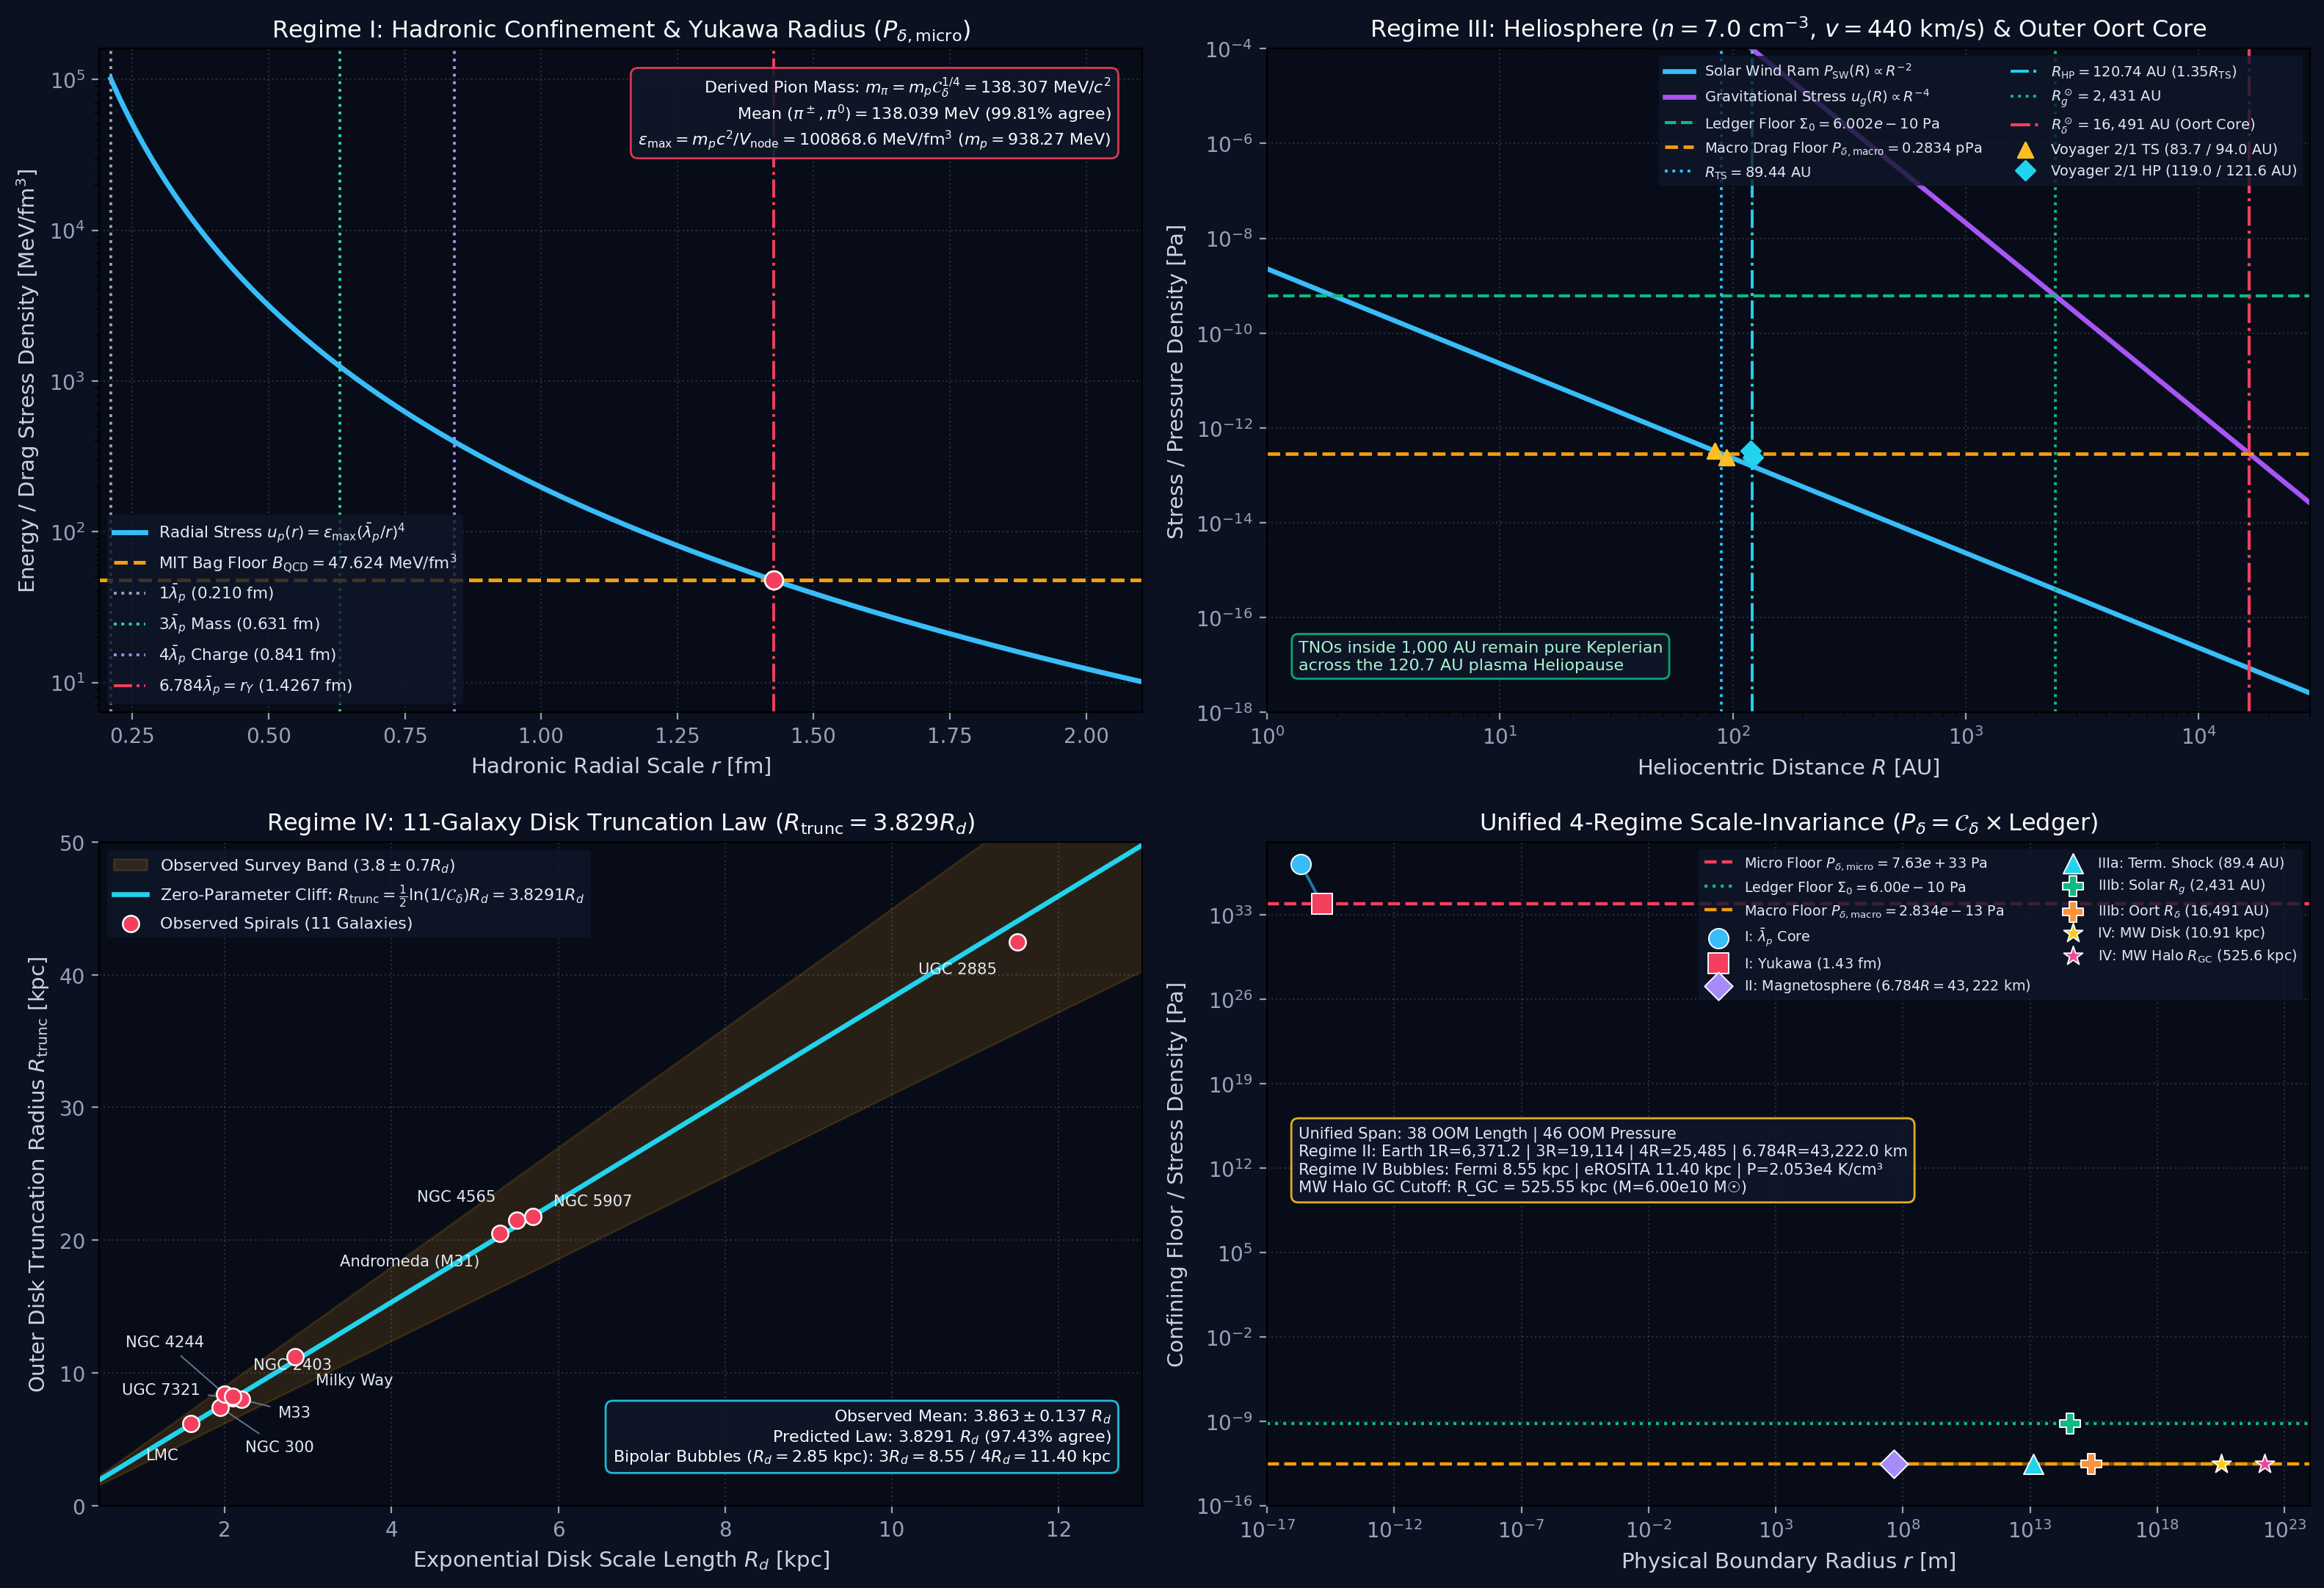 Regime I: Hadronic Confinement & Yukawa Radius (P_δ,micro)
Energy / Drag Stress Density [MeV/fm³]
10⁵
10⁴
10³
10²
10¹
Derived Pion Mass: m_π = m_p𝒞_δ^1/4 = 138.307 MeV/c²
Mean (π^±, π⁰) = 138.039 MeV (99.81% agree)
ε_max = m_pc²/V_node = 100868.6 MeV/fm³ (m_p = 938.27 MeV)
Radial Stress u_p(r) = ε_max(ƛ_p/r)⁴
MIT Bag Floor B_QCD = 47.624 MeV/fm³
1ƛ_p (0.210 fm)
3ƛ_p Mass (0.631 fm)
4ƛ_p Charge (0.841 fm)
6.784ƛ_p = r_Y (1.4267 fm)
0.25 0.50 0.75 1.00 1.25 1.50 1.75 2.00
Hadronic Radial Scale r [fm]
Regime III: Heliosphere (n = 7.0 cm⁻³, v = 440 km/s) & Outer Oort Core
Stress / Pressure Density [Pa]
10⁻⁴
10⁻⁶
10⁻⁸
10⁻¹⁰
10⁻¹²
10⁻¹⁴
10⁻¹⁶
10⁻¹⁸
Solar Wind Ram P_SW(R) ∝ R⁻²
Gravitational Stress u_g(R) ∝ R⁻⁴
Ledger Floor Σ₀ = 6.002e − 10 Pa
Macro Drag Floor P_δ,macro = 0.2834 pPa
R_TS = 89.44 AU
R_HP = 120.74 AU (1.35R_TS)
R_g^⊙ = 2, 431 AU
R_δ^⊙ = 16, 491 AU (Oort Core)
Voyager 2/1 TS (83.7 / 94.0 AU)
Voyager 2/1 HP (119.0 / 121.6 AU)
TNOs inside 1,000 AU remain pure Keplerian
across the 120.7 AU plasma Heliopause
10⁰ 10¹ 10² 10³ 10⁴
Heliocentric Distance R [AU]
Regime IV: 11-Galaxy Disk Truncation Law (R_trunc = 3.829R_d)
Outer Disk Truncation Radius R_trunc [kpc]
50
40
30
20
10
0
Observed Survey Band (3.8 ± 0.7R_d)
Zero-Parameter Cliff: R_trunc = ½ln(1/𝒞_δ)R_d = 3.8291R_d
Observed Spirals (11 Galaxies)
UGC 2885
NGC 4565
NGC 5907
Andromeda (M31)
NGC 4244
NGC 2403
Milky Way
UGC 7321
M33
NGC 300
LMC
Observed Mean: 3.863 ± 0.137 R_d
Predicted Law: 3.8291 R_d (97.43% agree)
Bipolar Bubbles (R_d = 2.85 kpc): 3R_d = 8.55 / 4R_d = 11.40 kpc
2 4 6 8 10 12
Exponential Disk Scale Length R_d [kpc]
Unified 4-Regime Scale-Invariance (P_δ = 𝒞_δ × Ledger)
Confining Floor / Stress Density [Pa]
10³³
10²⁶
10¹⁹
10¹²
10⁵
10⁻²
10⁻⁹
10⁻¹⁶
Micro Floor P_δ,micro = 7.63e + 33 Pa
Ledger Floor Σ₀ = 6.00e − 10 Pa
Macro Floor P_δ,macro = 2.834e − 13 Pa
I: ƛ_p Core
I: Yukawa (1.43 fm)
II: Magnetosphere (6.784R = 43, 222 km)
IIIa: Term. Shock (89.4 AU)
IIIb: Solar R_g (2,431 AU)
IIIb: Oort R_δ (16,491 AU)
IV: MW Disk (10.91 kpc)
IV: MW Halo R_GC (525.6 kpc)
Unified Span: 38 OOM Length | 46 OOM Pressure
Regime II: Earth 1R=6,371.2 | 3R=19,114 | 4R=25,485 | 6.784R=43,222.0 km
Regime IV Bubbles: Fermi 8.55 kpc | eROSITA 11.40 kpc | P=2.053e4 K/cm³
MW Halo GC Cutoff: R_GC = 525.55 kpc (M=6.00e10 M☉)
10⁻¹⁷ 10⁻¹² 10⁻⁷ 10⁻² 10³ 10⁸ 10¹³ 10¹⁸ 10²³
Physical Boundary Radius r [m]